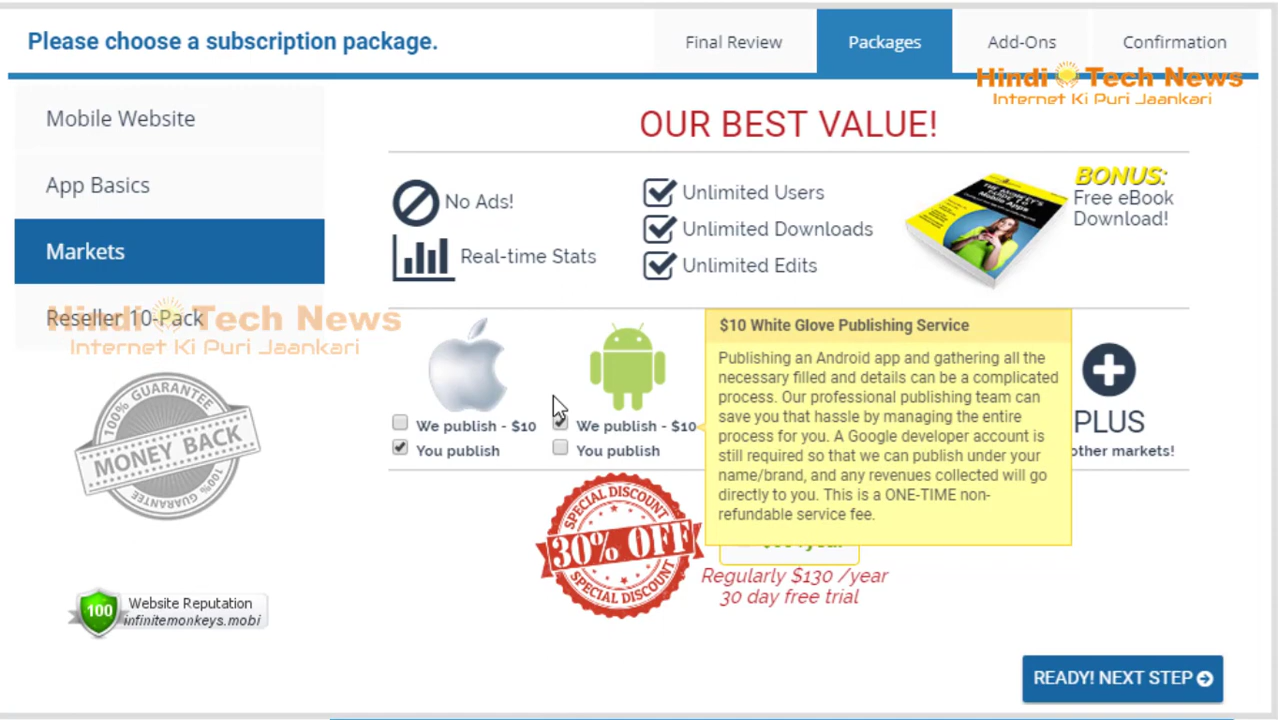 Please choose a subscription package.
Final Review
Packages
Add-Ons
Confirmation
Hindi Tech News
Internet Ki Puri Jaankari
Mobile Website
App Basics
Markets
Reseller 10-Pack
Hindi Tech News
Internet Ki Puri Jaankari
100% GUARANTEE
MONEY BACK
GUARANTEE 100%
100
Website Reputation
infinitemonkeys.mobi
OUR BEST VALUE!
No Ads!
Real-time Stats
Unlimited Users
Unlimited Downloads
Unlimited Edits
THE MONKEY'S
GUIDE TO
Mobile Apps
BONUS:
Free eBook
Download!
We publish - $10
You publish
We publish - $10
You publish
$10 White Glove Publishing Service
Publishing an Android app and gathering all the
necessary filled and details can be a complicated
process. Our professional publishing team can
save you that hassle by managing the entire
process for you. A Google developer account is
still required so that we can publish under your
name/brand, and any revenues collected will go
directly to you. This is a ONE-TIME non-
refundable service fee.
PLUS
other markets!
SPECIAL DISCOUNT
30% OFF
SPECIAL DISCOUNT
Regularly $130 /year
30 day free trial
READY! NEXT STEP